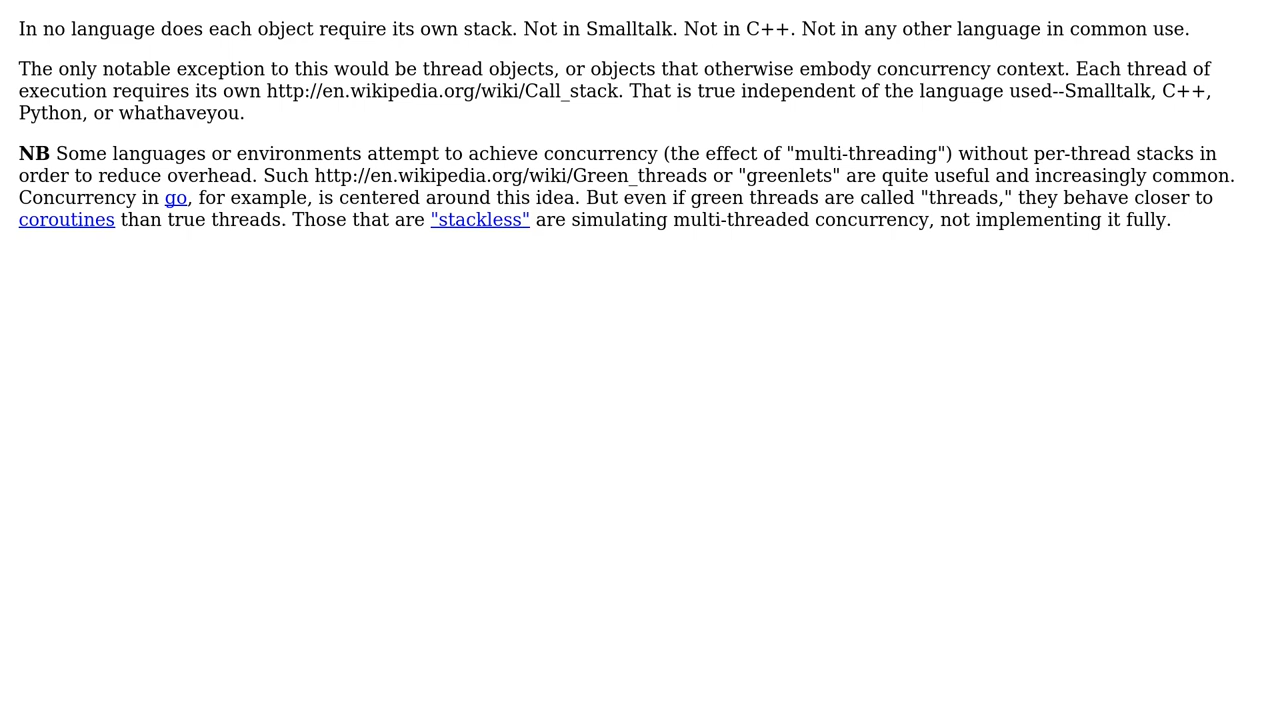 In no language does each object require its own stack. Not in Smalltalk. Not in C++. Not in any other language in common use.
The only notable exception to this would be thread objects, or objects that otherwise embody concurrency context. Each thread of
execution requires its own http://en.wikipedia.org/wiki/Call_stack. That is true independent of the language used--Smalltalk, C++,
Python, or whathaveyou.
NB Some languages or environments attempt to achieve concurrency (the effect of "multi-threading") without per-thread stacks in
order to reduce overhead. Such http://en.wikipedia.org/wiki/Green_threads or "greenlets" are quite useful and increasingly common.
Concurrency in go, for example, is centered around this idea. But even if green threads are called "threads," they behave closer to
coroutines than true threads. Those that are "stackless" are simulating multi-threaded concurrency, not implementing it fully.